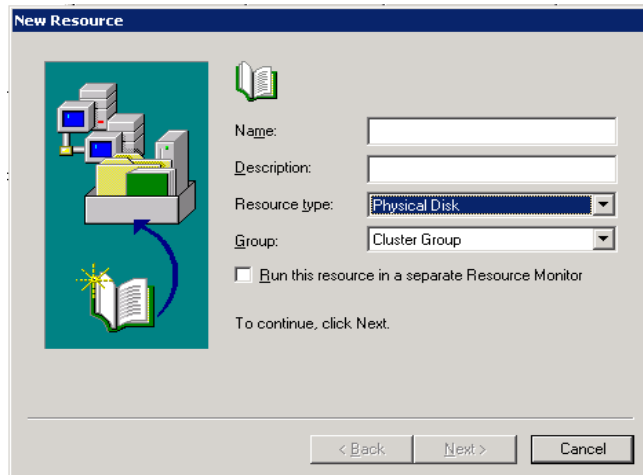 New Resource
Name:
Description:
Resource type: Physical Disk
Group: Cluster Group
Run this resource in a separate Resource Monitor
To continue, click Next.
< Back Next > Cancel